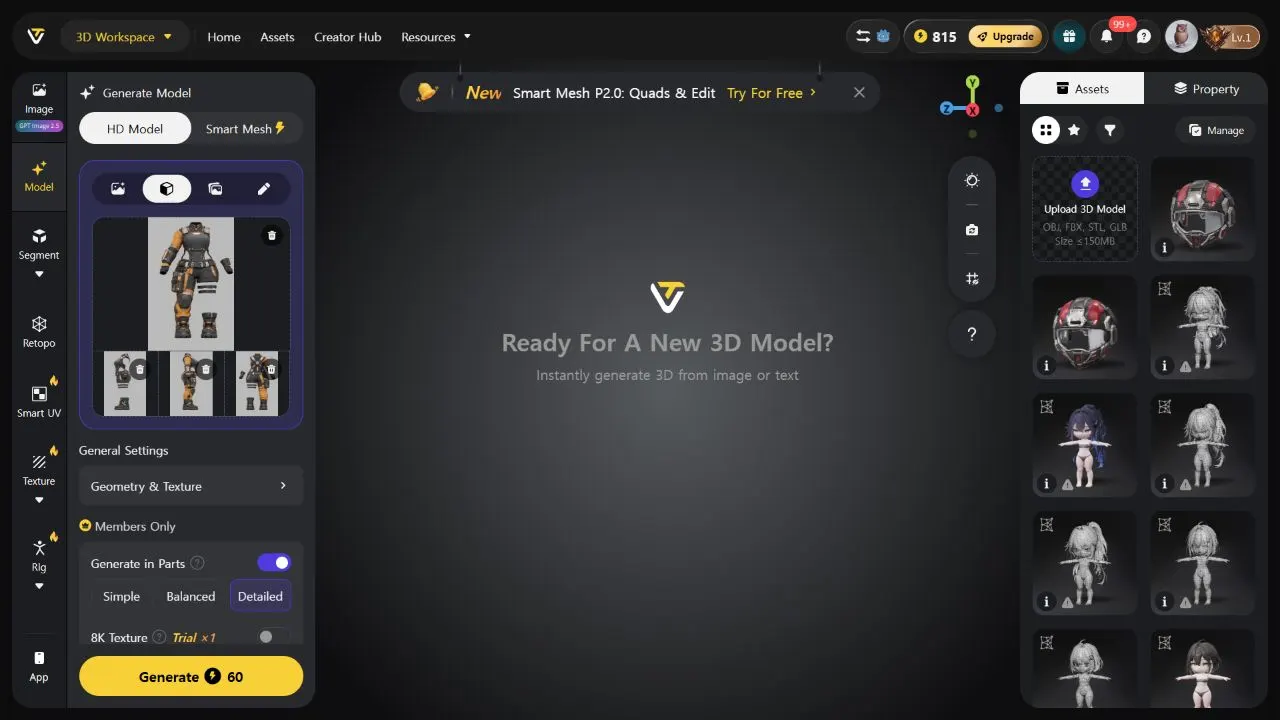 3D Workspace
Home
Assets
Creator Hub
Resources
815
Upgrade
99+
Lv.1
Image
GPT Image 2.5
Model
Segment
Retopo
Smart UV
Texture
Rig
App
Generate Model
HD Model
Smart Mesh
General Settings
Geometry & Texture
Members Only
Generate in Parts
Simple
Balanced
Detailed
8K Texture
Trial ×1
Generate 60
New Smart Mesh P2.0: Quads & Edit Try For Free
Y
Z
X
Ready For A New 3D Model?
Instantly generate 3D from image or text
Assets
Property
Manage
Upload 3D Model
OBJ, FBX, STL, GLB
Size ≤150MB